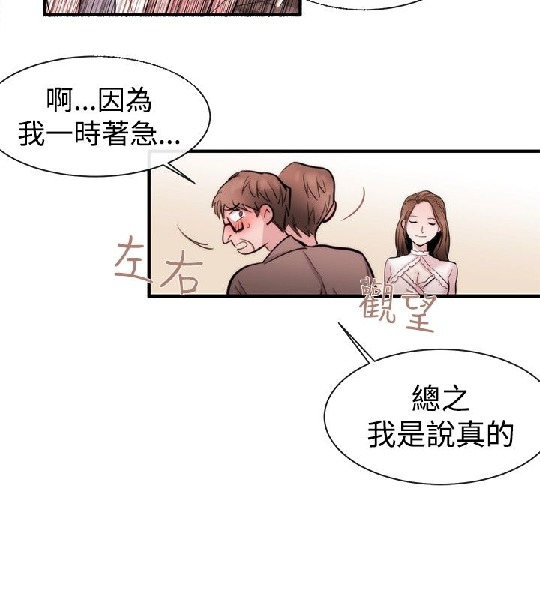 啊...因為
我一時著急...
左右
觀望
總之
我是說真的